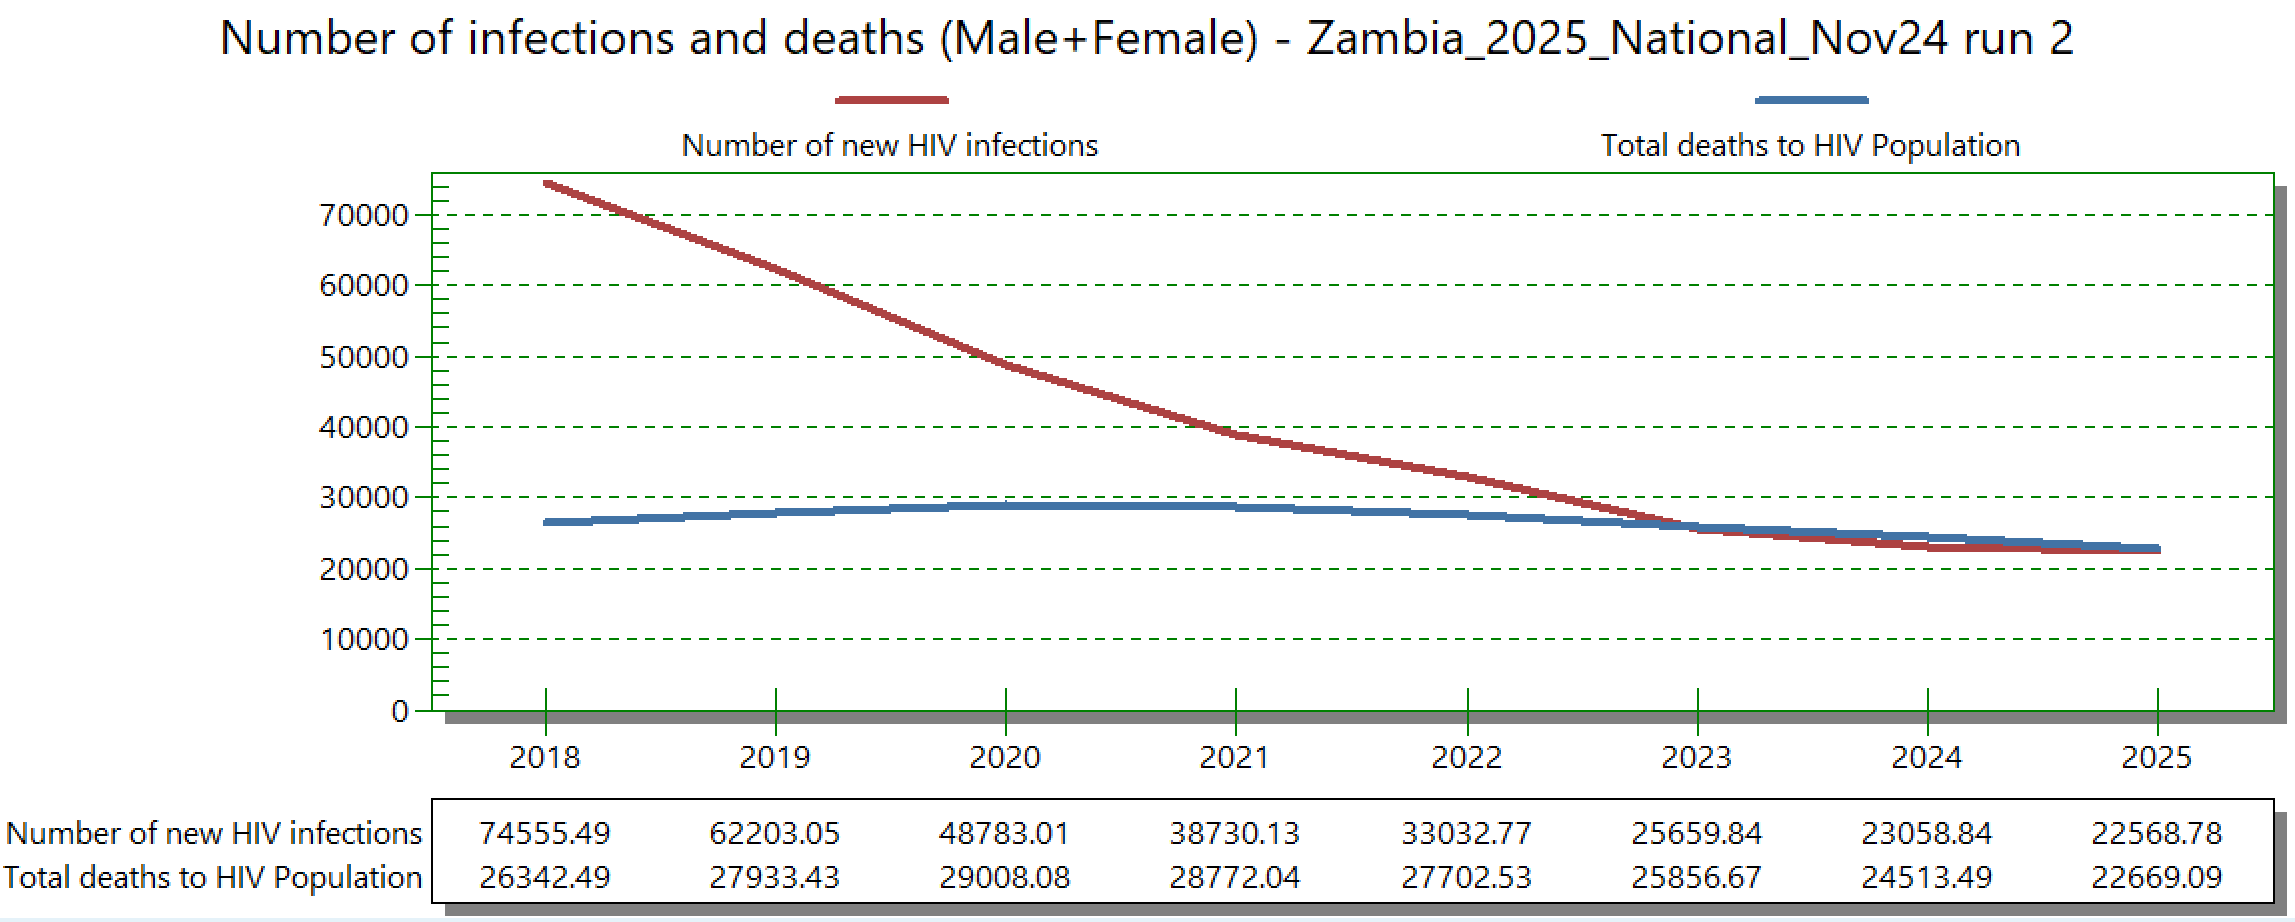 Number of infections and deaths (Male+Female) - Zambia_2025_National_Nov24 run 2
Number of new HIV infections
Total deaths to HIV Population
70000
60000
50000
40000
30000
20000
10000
0
2018 2019 2020 2021 2022 2023 2024 2025
Number of new HIV infections 74555.49 62203.05 48783.01 38730.13 33032.77 25659.84 23058.84 22568.78
Total deaths to HIV Population 26342.49 27933.43 29008.08 28772.04 27702.53 25856.67 24513.49 22669.09